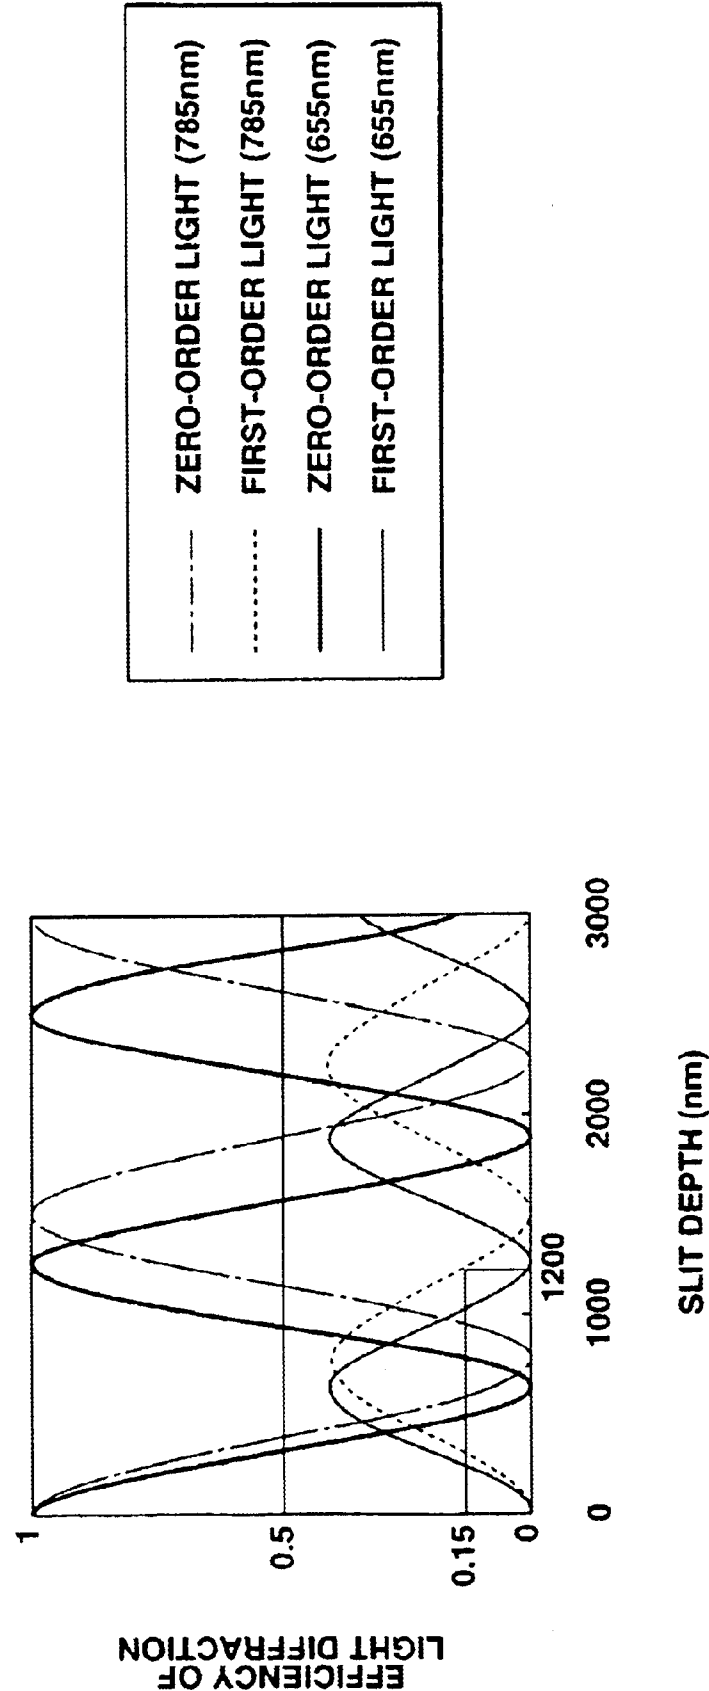 EFFICIENCY OF
LIGHT DIFFRACTION
1
0.5
0.15
0
0
1000
1200
2000
3000
SLIT DEPTH (nm)
ZERO-ORDER LIGHT (785nm)
FIRST-ORDER LIGHT (785nm)
ZERO-ORDER LIGHT (655nm)
FIRST-ORDER LIGHT (655nm)